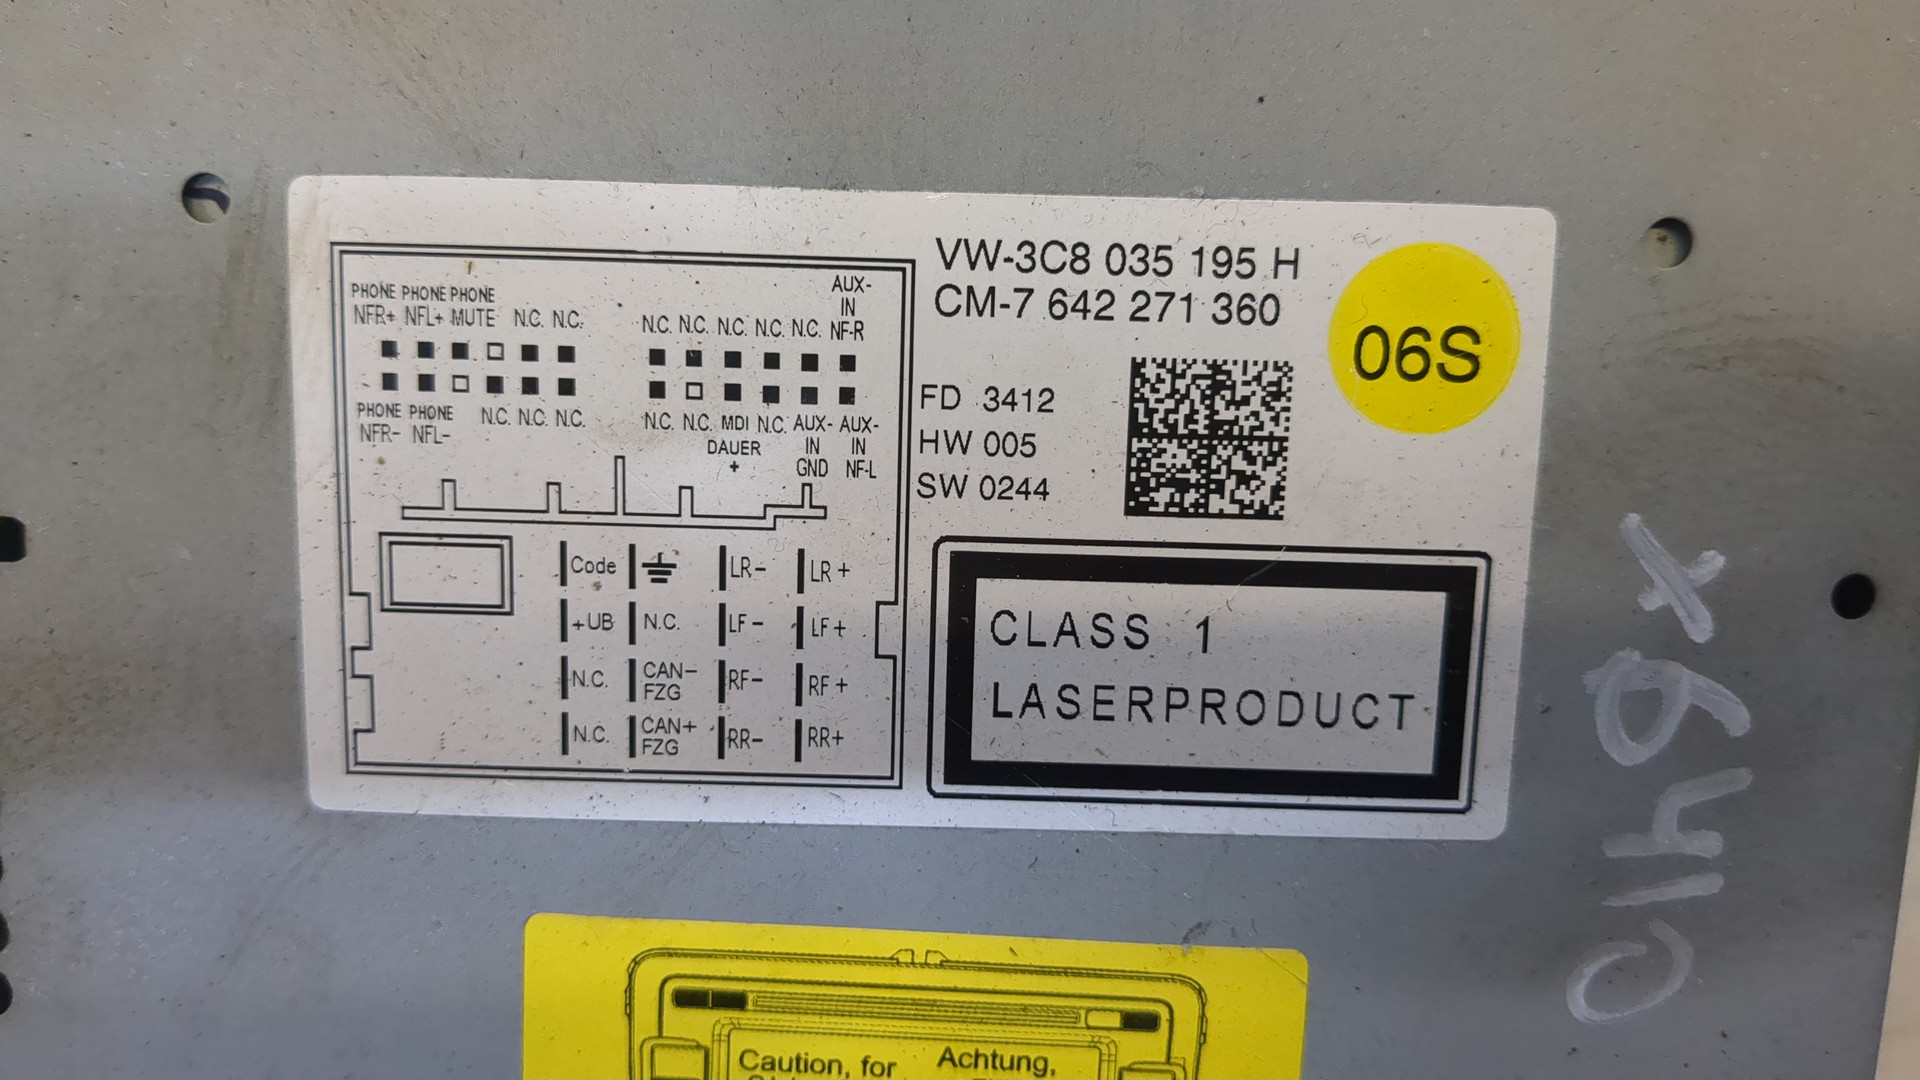 PHONE PHONE PHONE
NFR+ NFL+ MUTE N.C. N.C.
AUX-
IN
N.C. N.C. N.C. N.C. N.C. NF-R
PHONE PHONE
NFR- NFL-
N.C. N.C. N.C.
N.C. N.C. MDI N.C. AUX- AUX-
DAUER IN IN
+ GND NF-L
Code LR- LR+
+UB N.C. LF- LF+
N.C. CAN- FZG RF- RF+
N.C. CAN+ FZG RR- RR+
VW-3C8 035 195 H
CM-7 642 271 360
06S
FD 3412
HW 005
SW 0244
CLASS 1
LASERPRODUCT
Caution, for
Achtung,